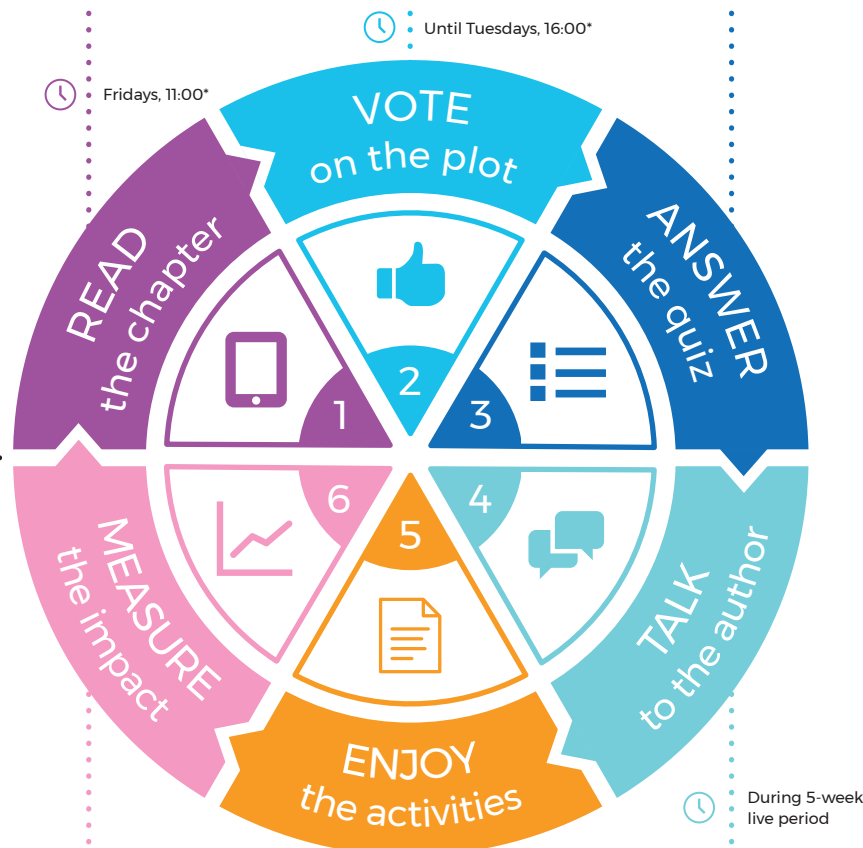 Until Tuesdays, 16:00*
Fridays, 11:00*
READ
the chapter
1
VOTE
on the plot
2
ANSWER
the quiz
3
TALK
to the author
4
During 5-week
live period
ENJOY
the activities
5
MEASURE
the impact
6